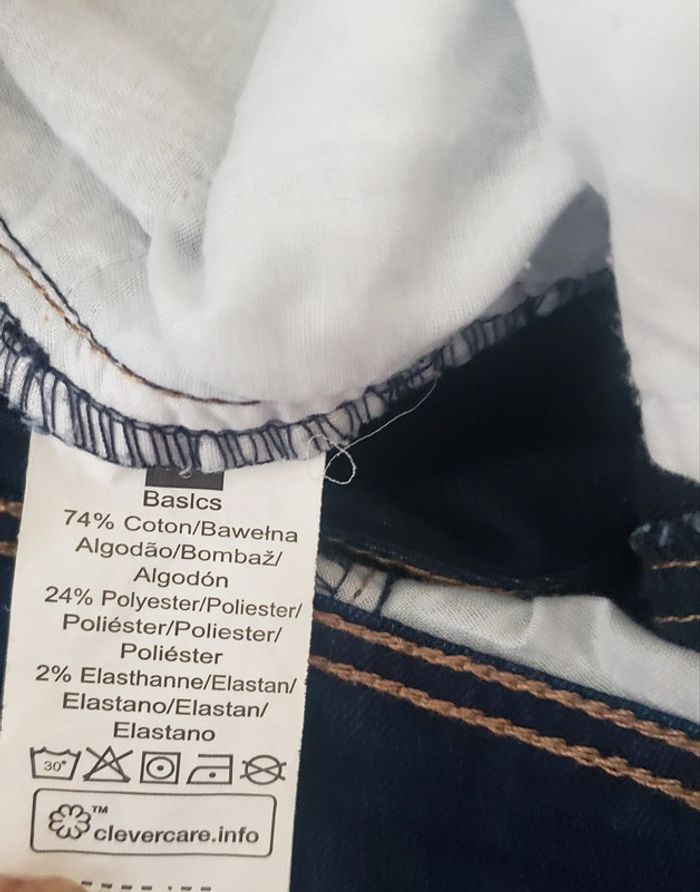 Basics
74% Coton/Bawełna
Algodão/Bombaž/
Algodón
24% Polyester/Poliester/
Poliéster/Poliester/
Poliéster
2% Elasthanne/Elastan/
Elastano/Elastan/
Elastano
30°
™
clevercare.info